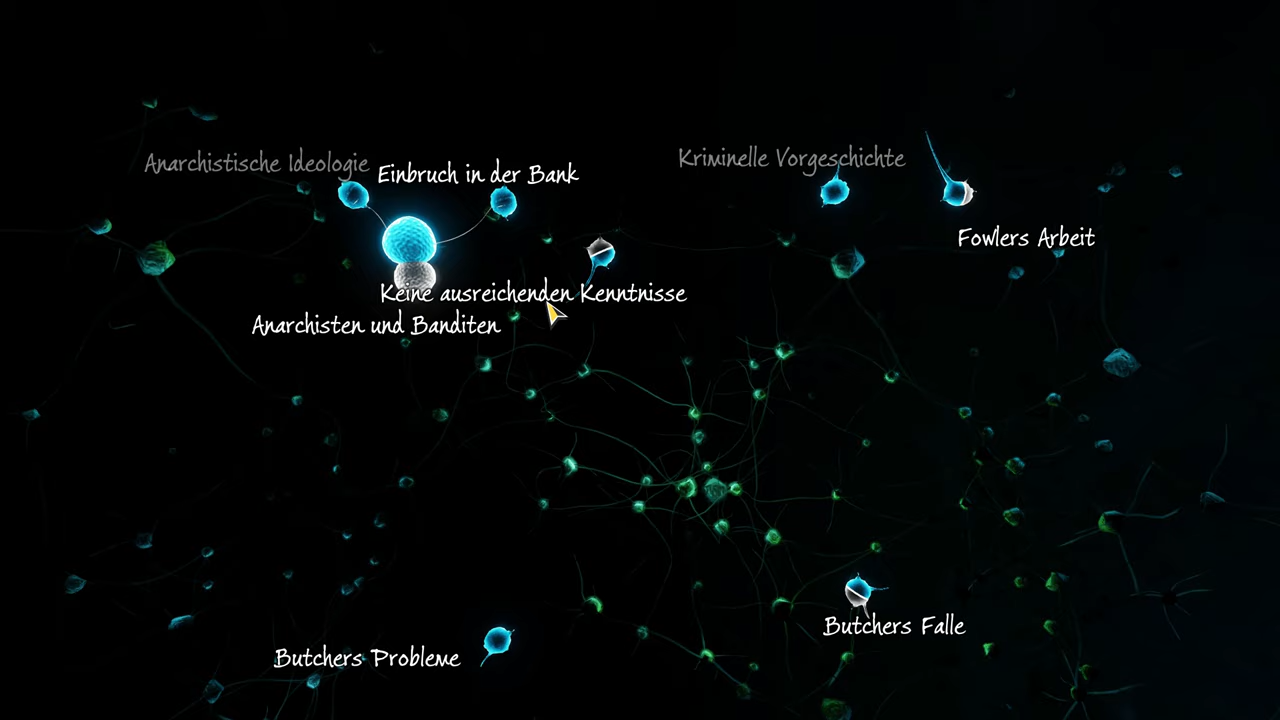 Anarchistische Ideologie
Einbruch in der Bank
Kriminelle Vorgeschichte
Fowlers Arbeit
Keine ausreichenden Kenntnisse
Anarchisten und Banditen
Butchers Falle
Butchers Probleme